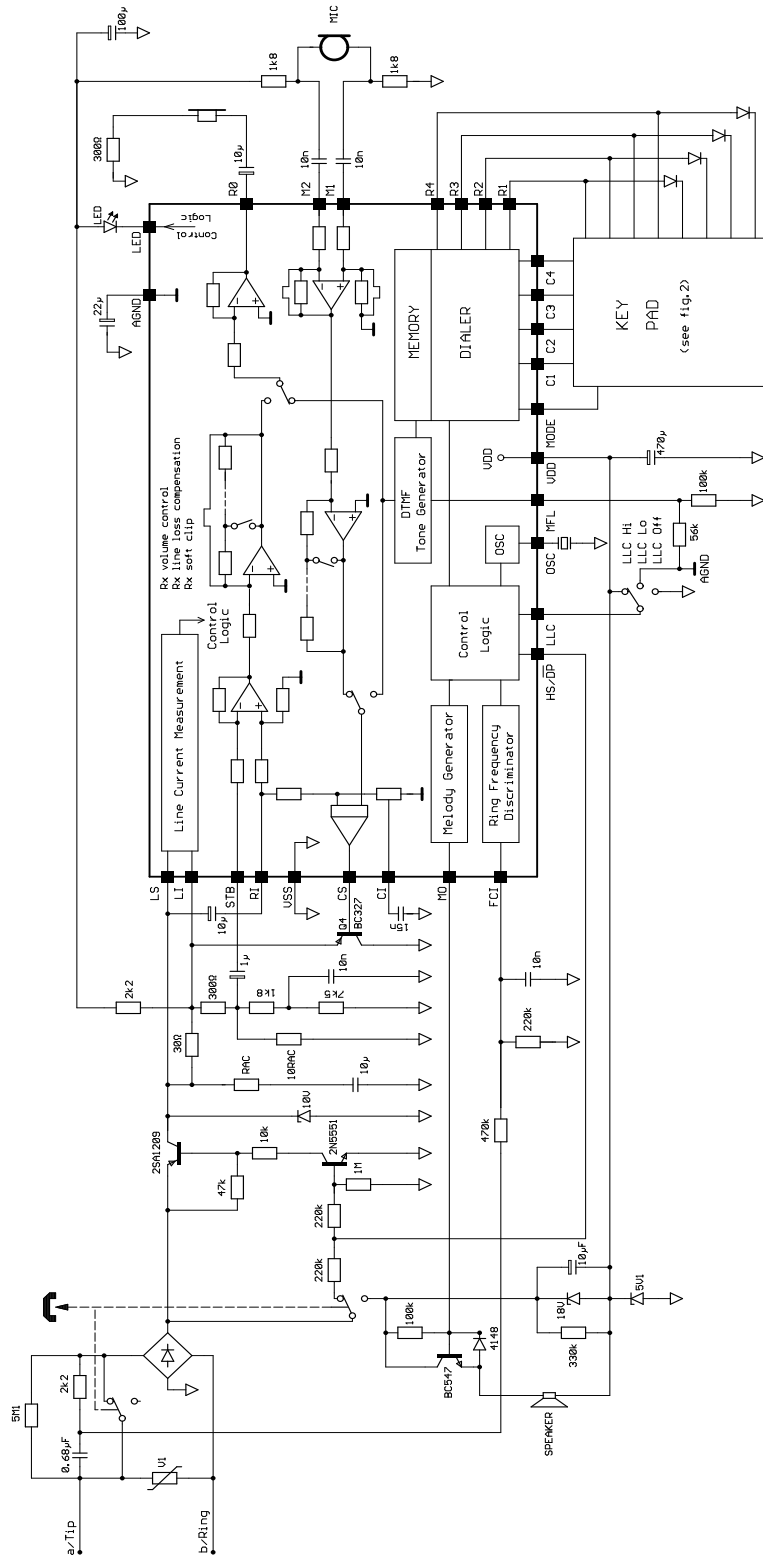 a/Tip
b/Ring
5M1
0.68µF
2k2
V1
2SA1209
47k
10k
2N5551
220k
220k
1M
100k
BC547
4148
SPEAKER
18V
10µF
330k
5V1
10V
RAC
10µ
30Ω
2k2
300Ω
10RAC
1k8
7k5
10n
1µ
10µ
Q4
BC327
15n
470k
220k
10n
LS
LI
STB
RI
VSS
CS
CI
MO
FCI
Line Current Measurement
Control
Logic
Rx volume control
Rx line loss compensation
Rx soft clip
Melody Generator
Ring Frequency
Discriminator
Control
Logic
OSC
DTMF
Tone Generator
MEMORY
DIALER
VDD
HS/DP
LLC
OSC
MFL
VDD
MODE
C1
C2
C3
C4
LLC Hi
LLC Lo
LLC Off
AGND
56k
100k
470µ
KEY
PAD
(see fig.2)
R1
R2
R3
R4
M1
M2
R0
10n
10n
10µ
300Ω
AGND
22µ
LED
LED
Control
Logic
1k8
1k8
MIC
100µ